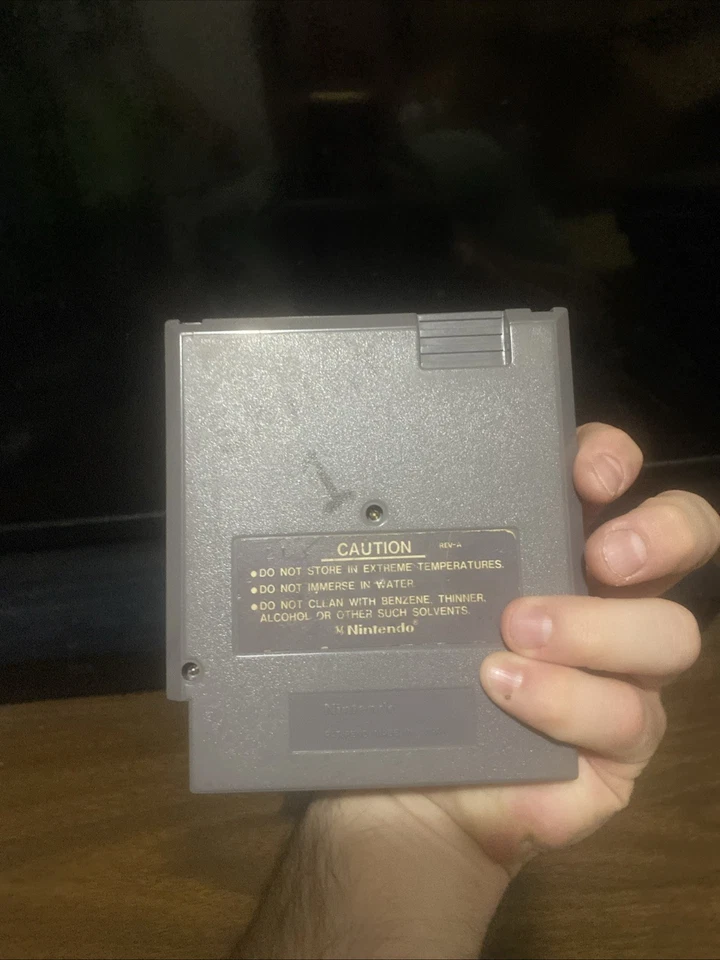 CAUTION REV-A
• DO NOT STORE IN EXTREME TEMPERATURES.
• DO NOT IMMERSE IN WATER.
• DO NOT CLEAN WITH BENZENE, THINNER,
ALCOHOL OR OTHER SUCH SOLVENTS.
Nintendo®
Nintendo